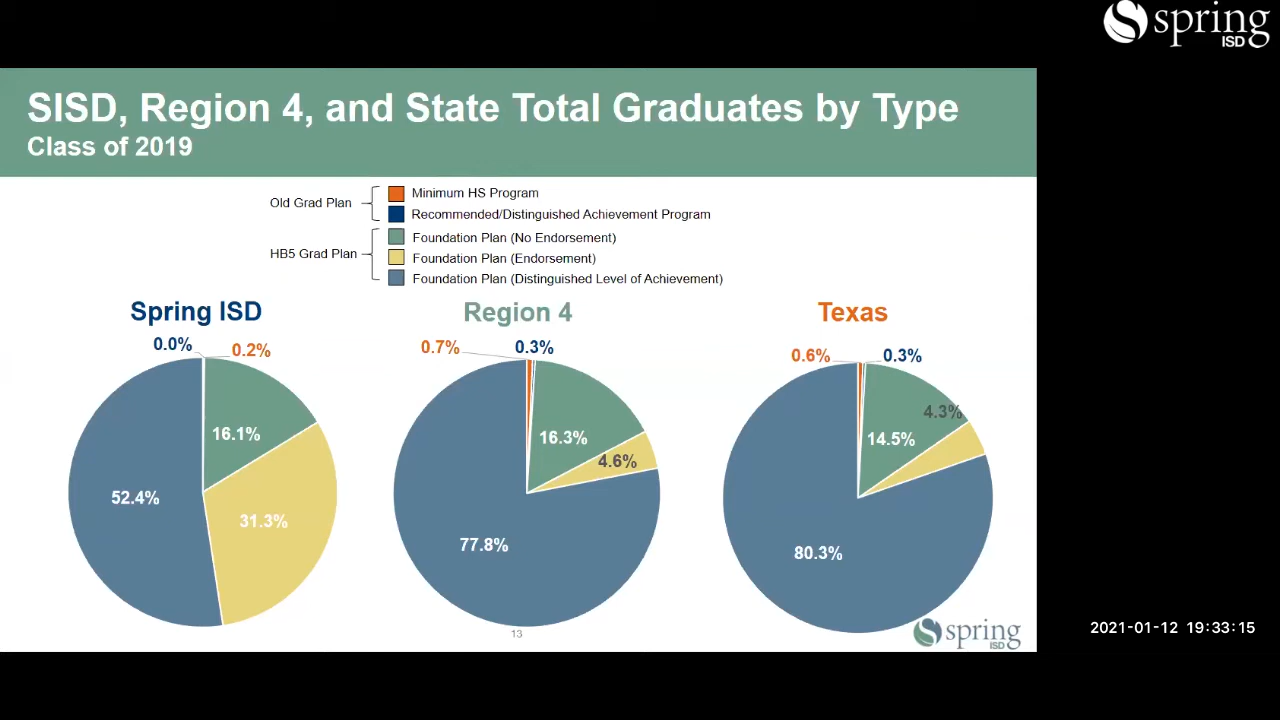 spring
ISD
SISD, Region 4, and State Total Graduates by Type
Class of 2019
Old Grad Plan
Minimum HS Program
Recommended/Distinguished Achievement Program
HB5 Grad Plan
Foundation Plan (No Endorsement)
Foundation Plan (Endorsement)
Foundation Plan (Distinguished Level of Achievement)
Spring ISD
0.0%
0.2%
16.1%
52.4%
31.3%
Region 4
0.7%
0.3%
16.3%
4.6%
77.8%
Texas
0.6%
0.3%
4.3%
14.5%
80.3%
13
spring
ISD
2021-01-12 19:33:15